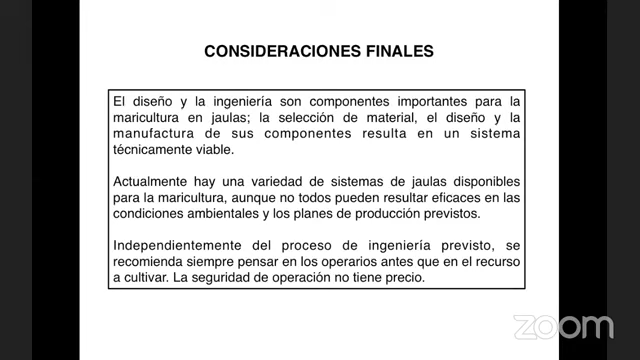 CONSIDERACIONES FINALES
El diseño y la ingeniería son componentes importantes para la
maricultura en jaulas; la selección de material, el diseño y la
manufactura de sus componentes resulta en un sistema
técnicamente viable.
Actualmente hay una variedad de sistemas de jaulas disponibles
para la maricultura, aunque no todos pueden resultar eficaces en las
condiciones ambientales y los planes de producción previstos.
Independientemente del proceso de ingeniería previsto, se
recomienda siempre pensar en los operarios antes que en el recurso
a cultivar. La seguridad de operación no tiene precio.
zoom